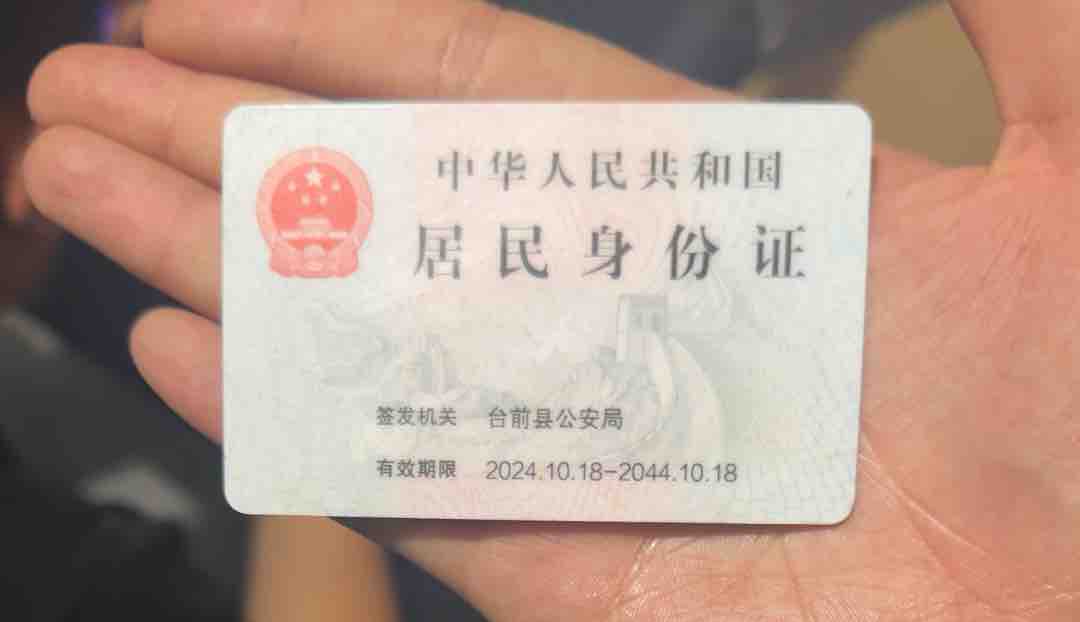 中华人民共和国
居民身份证
签发机关 台前县公安局
有效期限 2024.10.18-2044.10.18